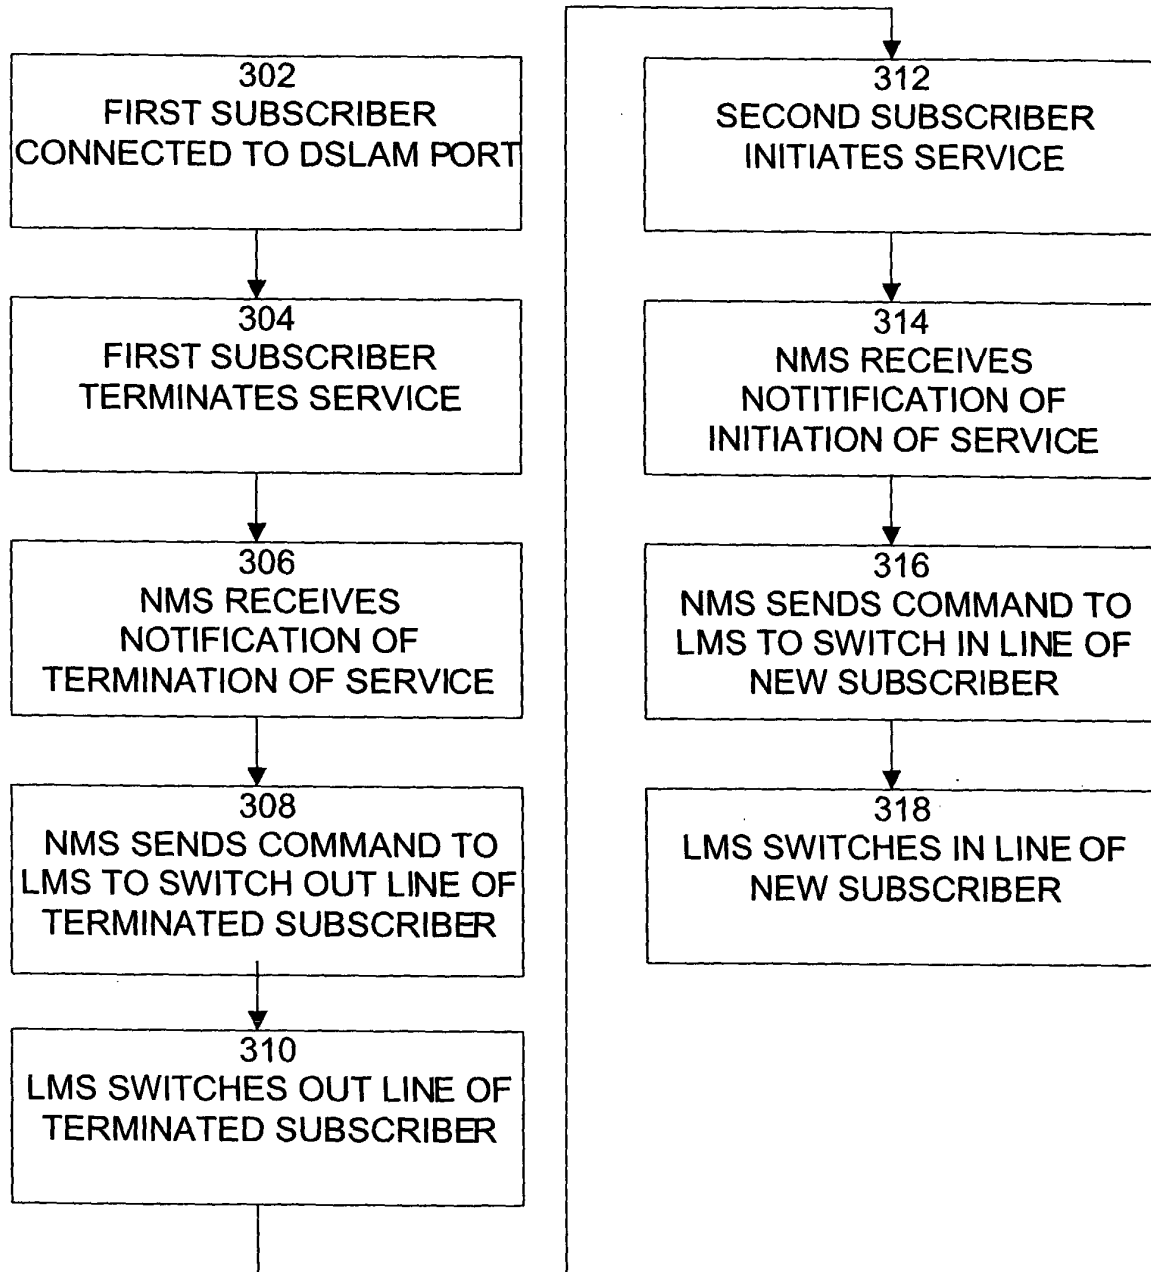 302
FIRST SUBSCRIBER
CONNECTED TO DSLAM PORT
304
FIRST SUBSCRIBER
TERMINATES SERVICE
306
NMS RECEIVES
NOTIFICATION OF
TERMINATION OF SERVICE
308
NMS SENDS COMMAND TO
LMS TO SWITCH OUT LINE OF
TERMINATED SUBSCRIBER
310
LMS SWITCHES OUT LINE OF
TERMINATED SUBSCRIBER
312
SECOND SUBSCRIBER
INITIATES SERVICE
314
NMS RECEIVES
NOTITIFICATION OF
INITIATION OF SERVICE
316
NMS SENDS COMMAND TO
LMS TO SWITCH IN LINE OF
NEW SUBSCRIBER
318
LMS SWITCHES IN LINE OF
NEW SUBSCRIBER